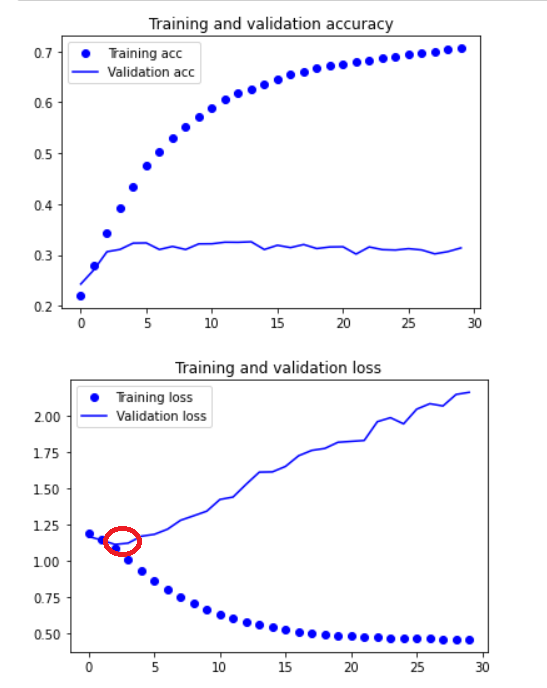 Training and validation accuracy
0.7
0.6
0.5
0.4
0.3
0.2
Training acc
Validation acc
0 5 10 15 20 25 30
Training and validation loss
2.00
1.75
1.50
1.25
1.00
0.75
0.50
Training loss
Validation loss
0 5 10 15 20 25 30